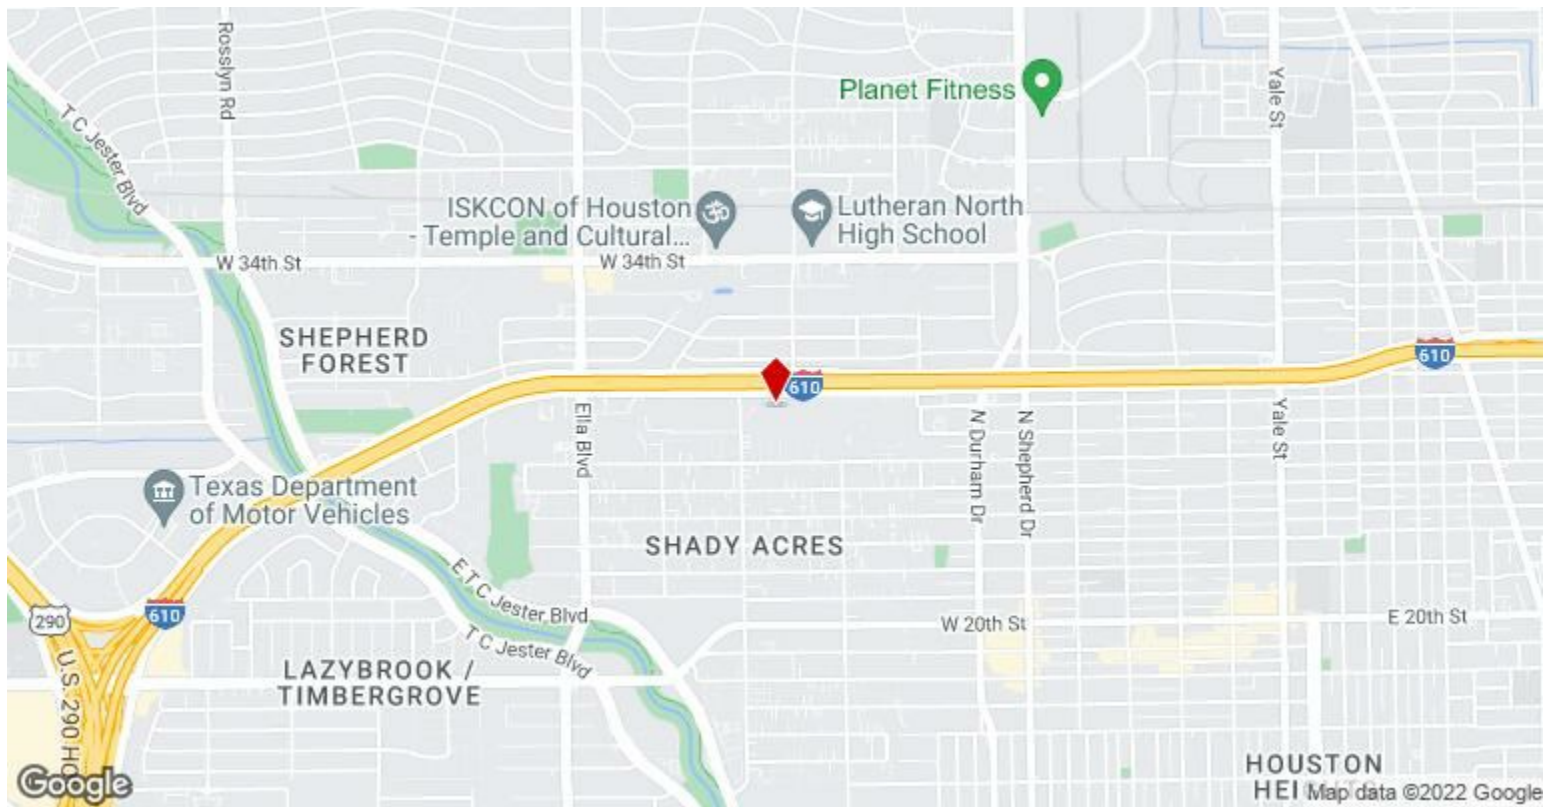 Rosslyn Rd
T C Jester Blvd
Planet Fitness
Yale St
ISKCON of Houston
- Temple and Cultural...
Lutheran North
High School
W 34th St
W 34th St
SHEPHERD
FOREST
610
610
Ella Blvd
N Durham Dr
N Shepherd Dr
Yale St
Texas Department
of Motor Vehicles
SHADY ACRES
E T C Jester Blvd
T C Jester Blvd
290
610
W 20th St
E 20th St
U.S. 290 HO
LAZYBROOK /
TIMBERGROVE
HOUSTON
HEI
Google
Map data ©2022 Google